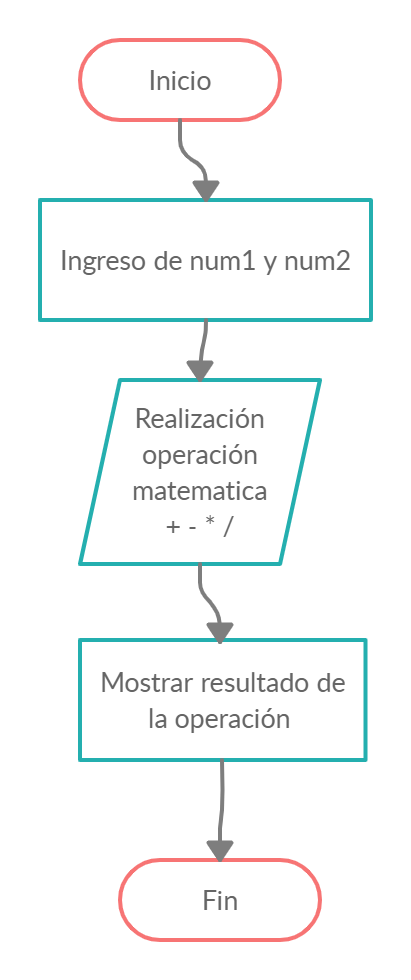 Inicio
Ingreso de num1 y num2
Realización
operación
matematica
+ - * /
Mostrar resultado de
la operación
Fin